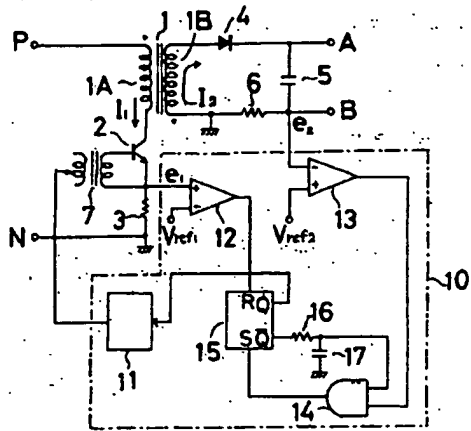 P
1
1B
4
A
1A
I₁
I₂
6
5
B
2
e₂
7
e₁
3
N
Vref₁
12
Vref₂
13
10
11
R Q
15
S Q̅
16
17
14